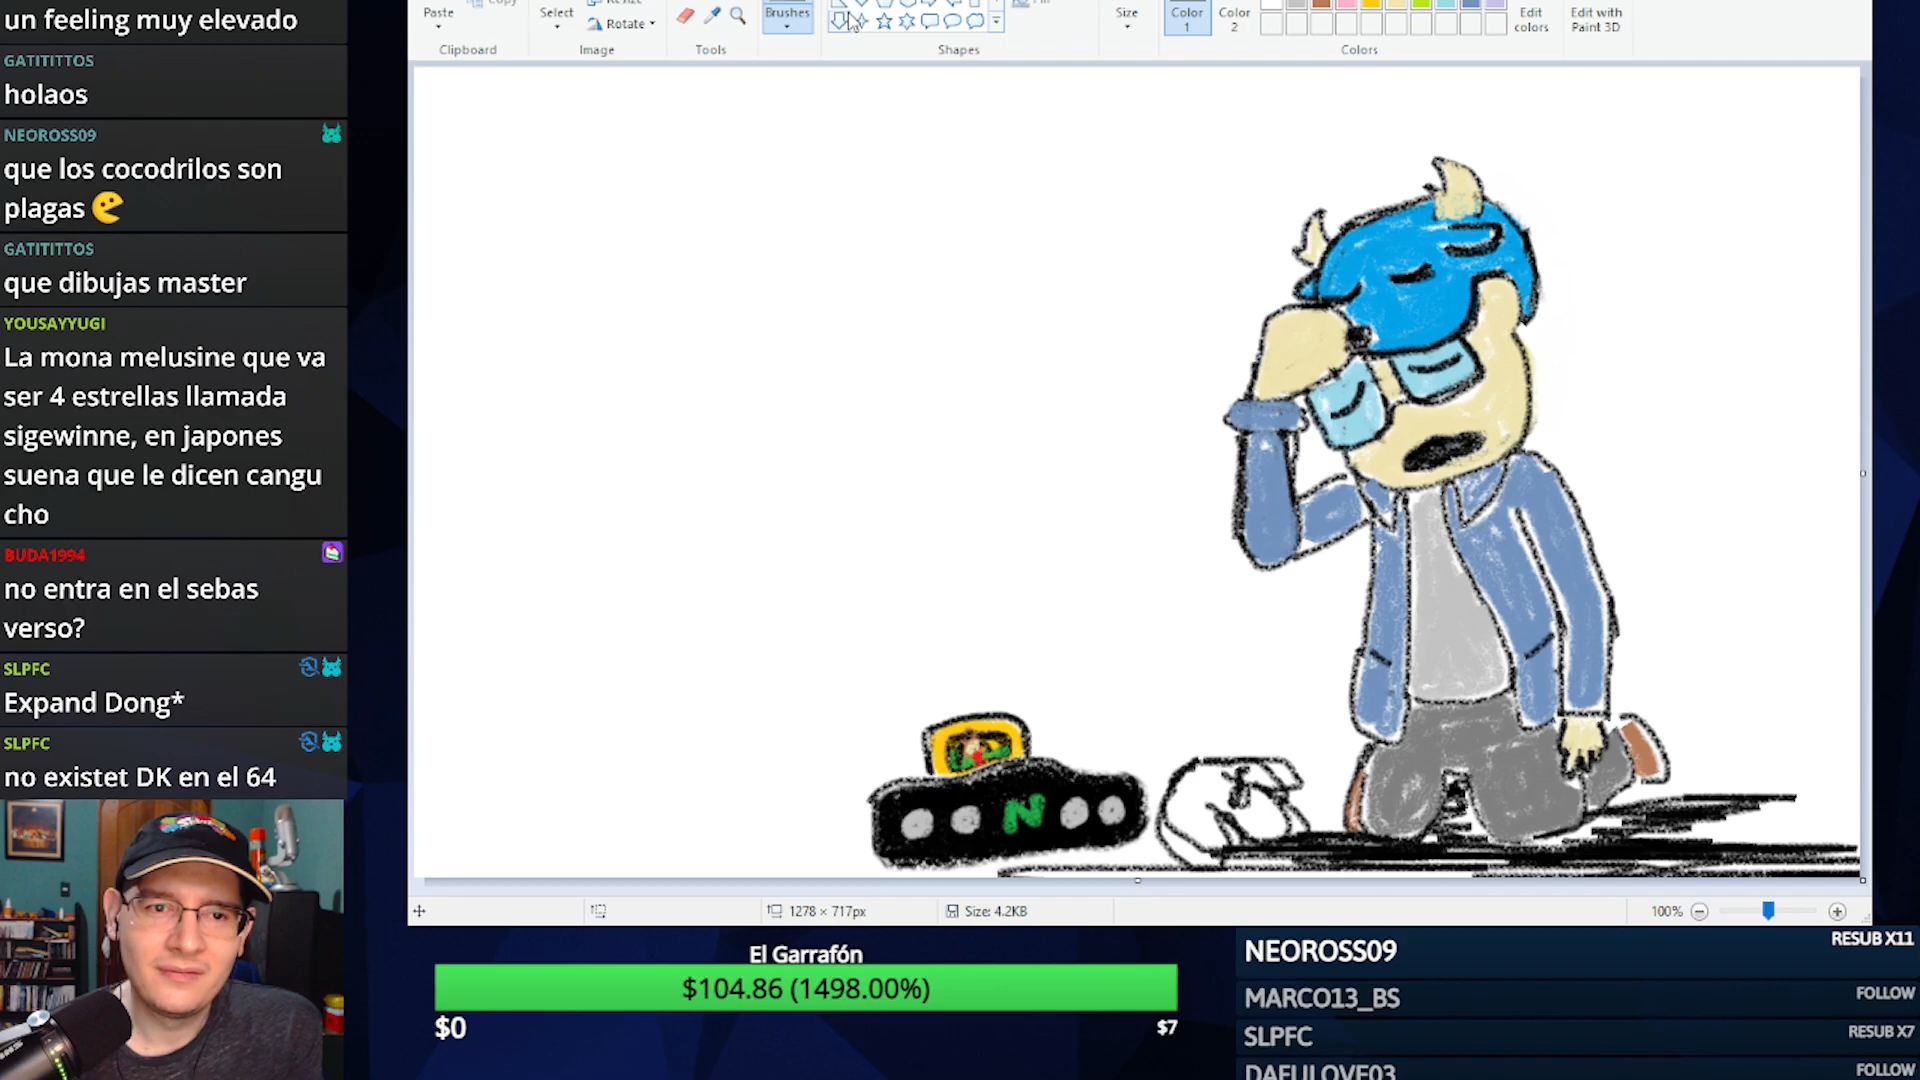 un feeling muy elevado
GATITITTOS
holaos
NEOROSS09
que los cocodrilos son
plagas
GATITITTOS
que dibujas master
YOUSAYYUGI
La mona melusine que va
ser 4 estrellas llamada
sigewinne, en japones
suena que le dicen cangu
cho
BUDA1994
no entra en el sebas
verso?
SLPFC
Expand Dong*
SLPFC
no existet DK en el 64
Paste
Copy
Clipboard
Select
Resize
Rotate
Image
Tools
Brushes
Shapes
Fill
Size
Color
1
Color
2
Colors
Edit
colors
Edit with
Paint 3D
N
1278 × 717px
Size: 4.2KB
100%
El Garrafón
$104.86 (1498.00%)
$0
$7
NEOROSS09
RESUB X11
MARCO13_BS
FOLLOW
SLPFC
RESUB X7
FOLLOW